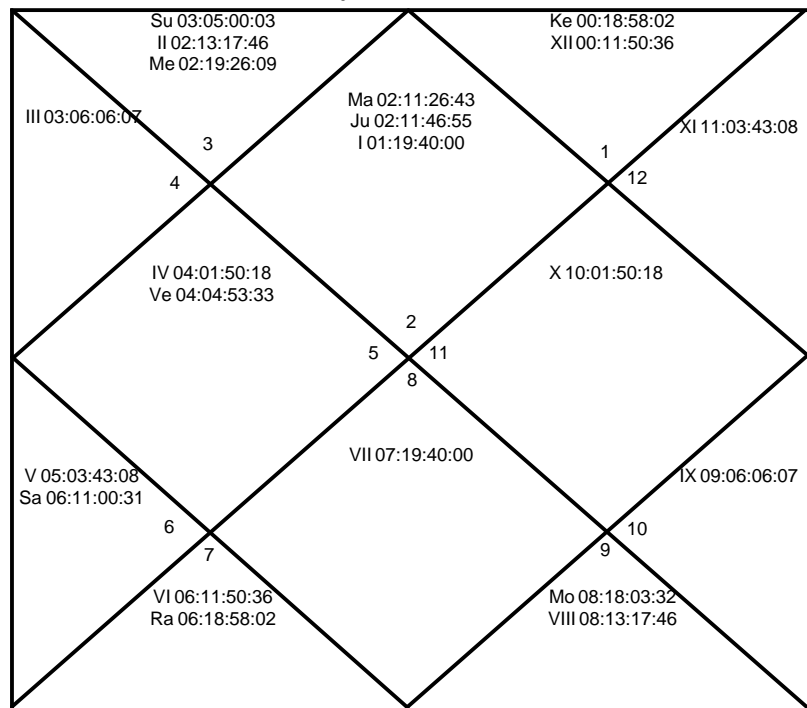 Su 03:05:00:03
II 02:13:17:46
Me 02:19:26:09
Ke 00:18:58:02
XII 00:11:50:36
III 03:06:06:07
Ma 02:11:26:43
Ju 02:11:46:55
I 01:19:40:00
XI 11:03:43:08
3
1
4
12
IV 04:01:50:18
Ve 04:04:53:33
X 10:01:50:18
2
5
11
8
VII 07:19:40:00
V 05:03:43:08
Sa 06:11:00:31
IX 09:06:06:07
6
10
7
9
VI 06:11:50:36
Ra 06:18:58:02
Mo 08:18:03:32
VIII 08:13:17:46